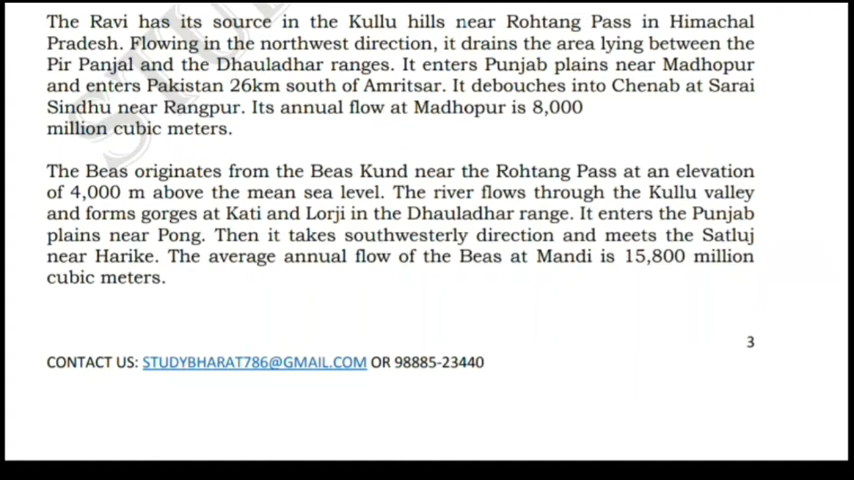 The Ravi has its source in the Kullu hills near Rohtang Pass in Himachal
Pradesh. Flowing in the northwest direction, it drains the area lying between the
Pir Panjal and the Dhauladhar ranges. It enters Punjab plains near Madhopur
and enters Pakistan 26km south of Amritsar. It debouches into Chenab at Sarai
Sindhu near Rangpur. Its annual flow at Madhopur is 8,000
million cubic meters.
The Beas originates from the Beas Kund near the Rohtang Pass at an elevation
of 4,000 m above the mean sea level. The river flows through the Kullu valley
and forms gorges at Kati and Lorji in the Dhauladhar range. It enters the Punjab
plains near Pong. Then it takes southwesterly direction and meets the Satluj
near Harike. The average annual flow of the Beas at Mandi is 15,800 million
cubic meters.
3
CONTACT US: STUDYBHARAT786@GMAIL.COM OR 98885-23440